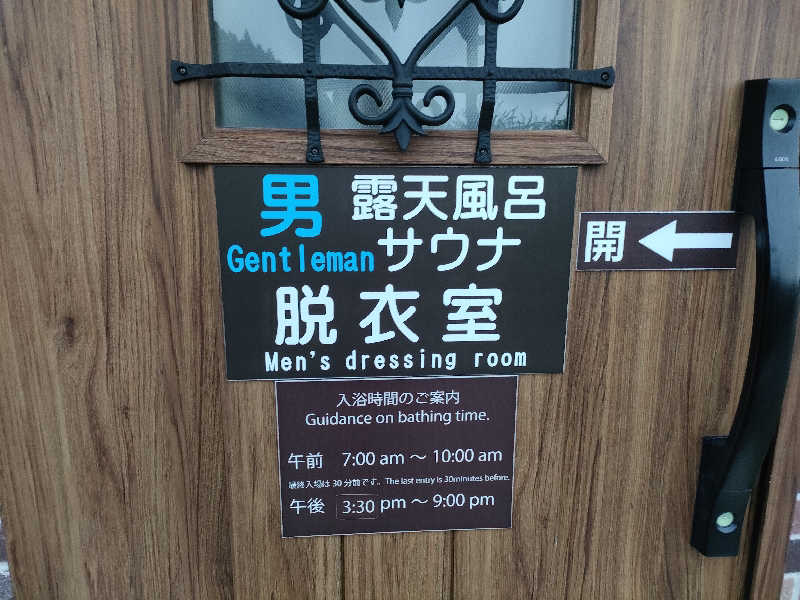 男 露天風呂
Gentleman サウナ
脱衣室
Men's dressing room
開
入浴時間のご案内
Guidance on bathing time.
午前 7:00 am ～ 10:00 am
最終入場は30分前です。The last entry is 30minutes before.
午後 3:30 pm ～ 9:00 pm